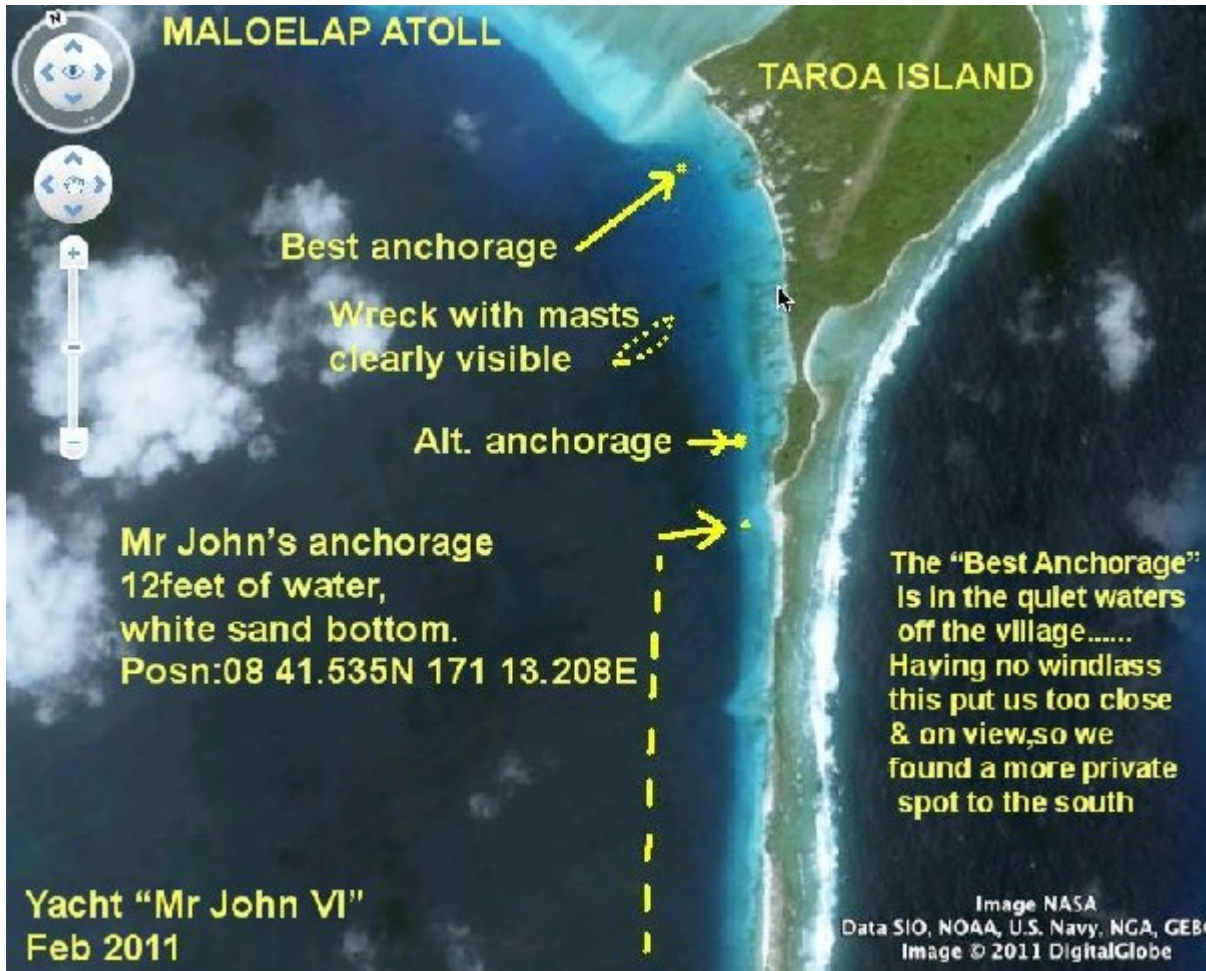 N
MALOELAP ATOLL
TAROA ISLAND
Best anchorage
Wreck with masts
clearly visible
Alt. anchorage
Mr John's anchorage
12feet of water,
white sand bottom.
Posn:08 41.535N 171 13.208E
The “Best Anchorage”
is in the quiet waters
off the village......
Having no windlass
this put us too close
& on view,so we
found a more private
spot to the south
Yacht “Mr John VI”
Feb 2011
Image NASA
Data SIO, NOAA, U.S. Navy, NGA, GEBC
Image © 2011 DigitalGlobe